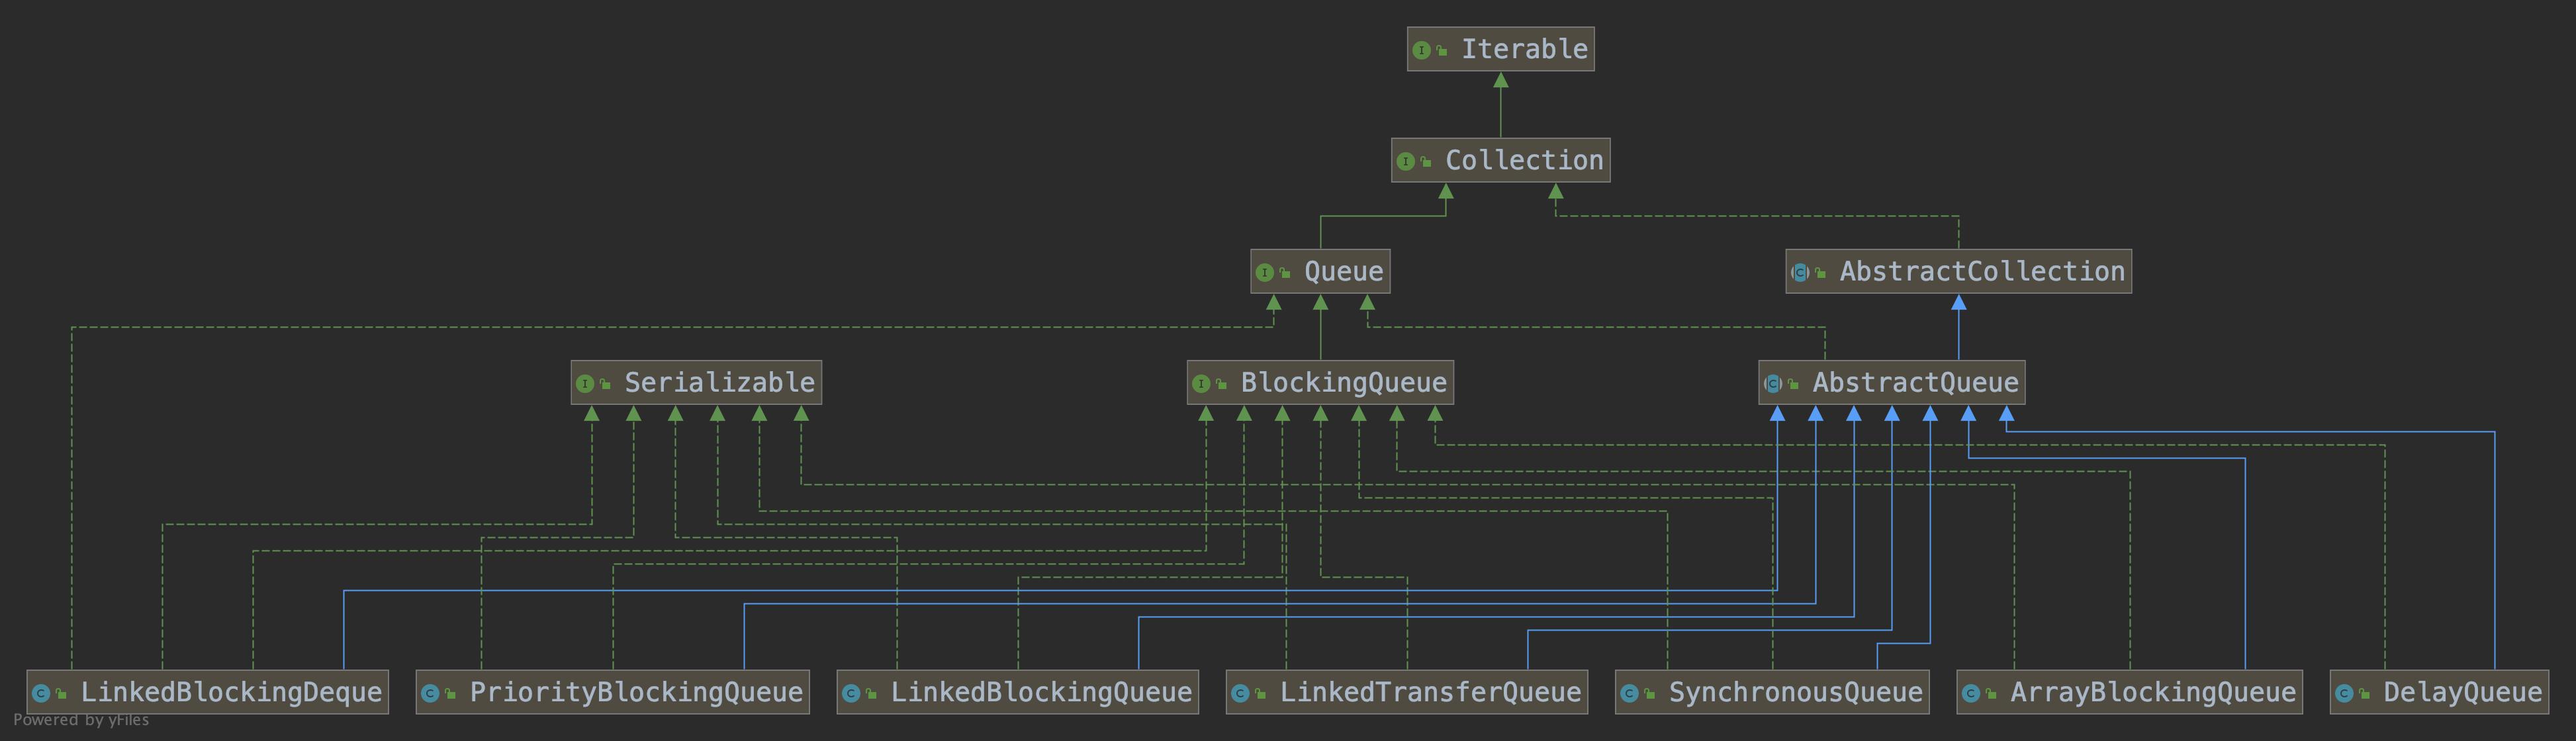 Iterable
Collection
Queue
AbstractCollection
Serializable
BlockingQueue
AbstractQueue
LinkedBlockingDeque
PriorityBlockingQueue
LinkedBlockingQueue
LinkedTransferQueue
SynchronousQueue
ArrayBlockingQueue
DelayQueue
Powered by yFiles